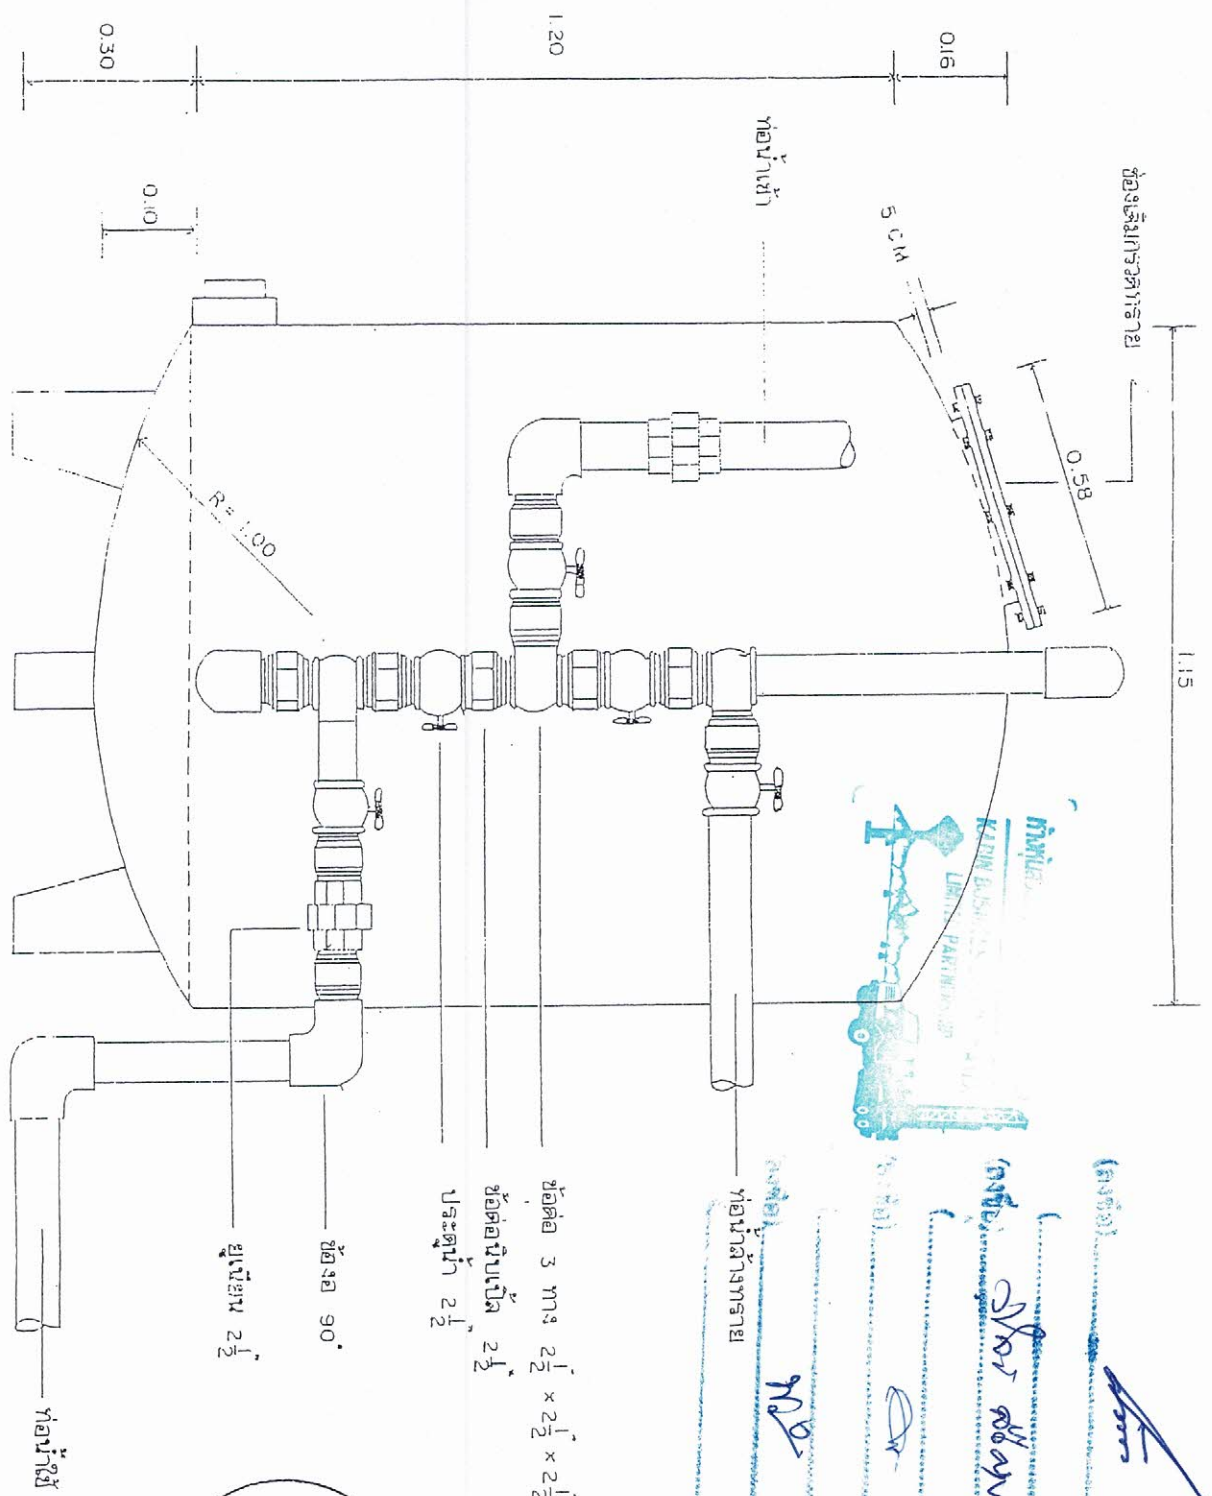 1.15
ช่องเติมกรวดทราย
0.58
5 CM
0.16
1.20
0.30
0.10
ท่อน้ำเข้า
R = 1.00
ท่อน้ำล้างทราย
ข้อต่อ 3 ทาง 2½" x 2½" x 2½
ข้อต่อนิบเปิ้ล 2½"
ประตูน้ำ 2½"
ข้องอ 90°
ยูเนียน 2½"
ท่อน้ำใช้
LIMITED PARTNERSHIP
(ลงชื่อ)
(ลงชื่อ)
(ลงชื่อ)
(ลงชื่อ)